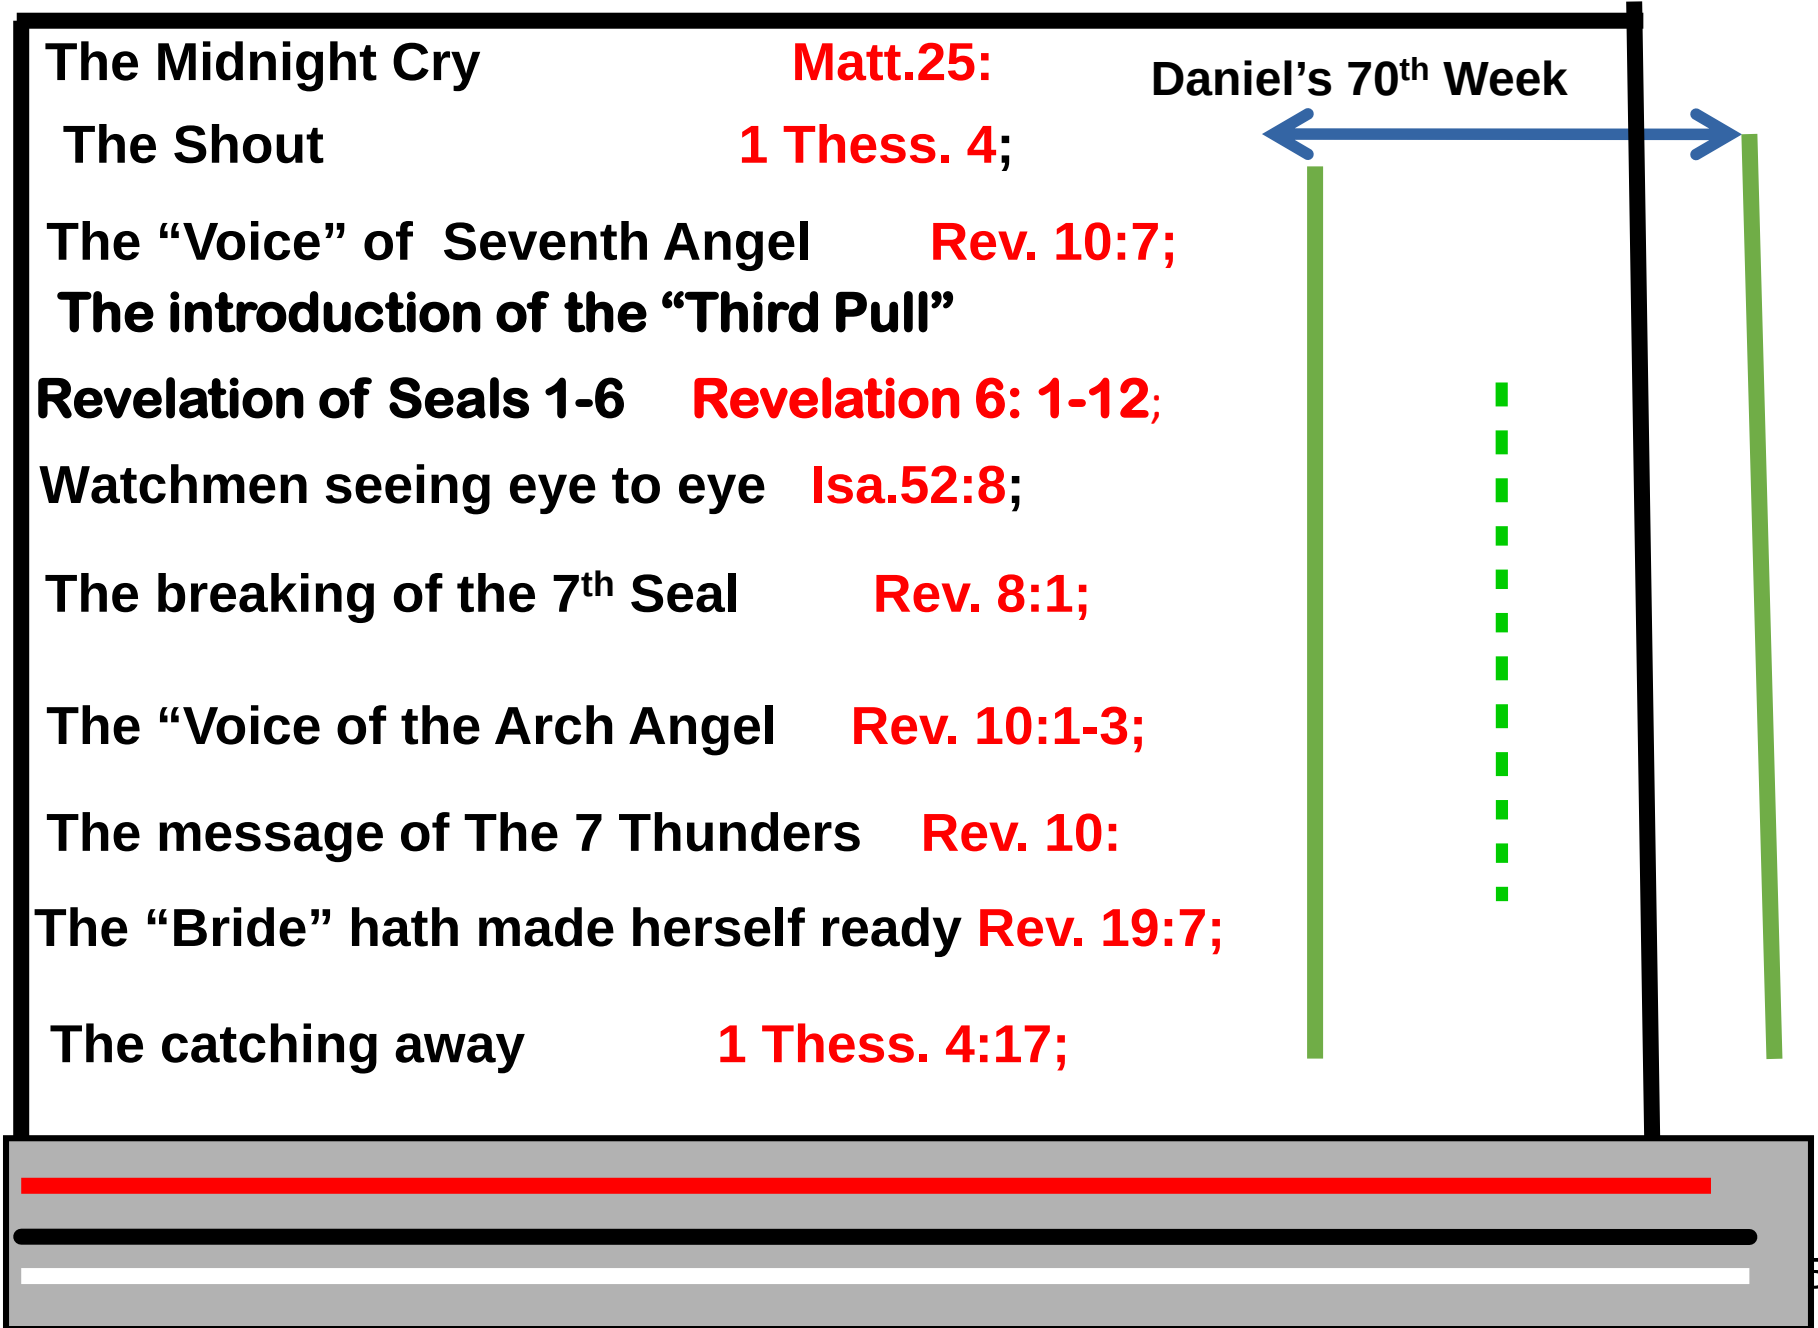 The Midnight Cry Matt.25:
Daniel’s 70th Week
The Shout 1 Thess. 4;
The “Voice” of Seventh Angel Rev. 10:7;
The introduction of the “Third Pull”
Revelation of Seals 1-6 Revelation 6: 1-12;
Watchmen seeing eye to eye Isa.52:8;
The breaking of the 7th Seal Rev. 8:1;
The “Voice of the Arch Angel Rev. 10:1-3;
The message of The 7 Thunders Rev. 10:
The “Bride” hath made herself ready Rev. 19:7;
The catching away 1 Thess. 4:17;